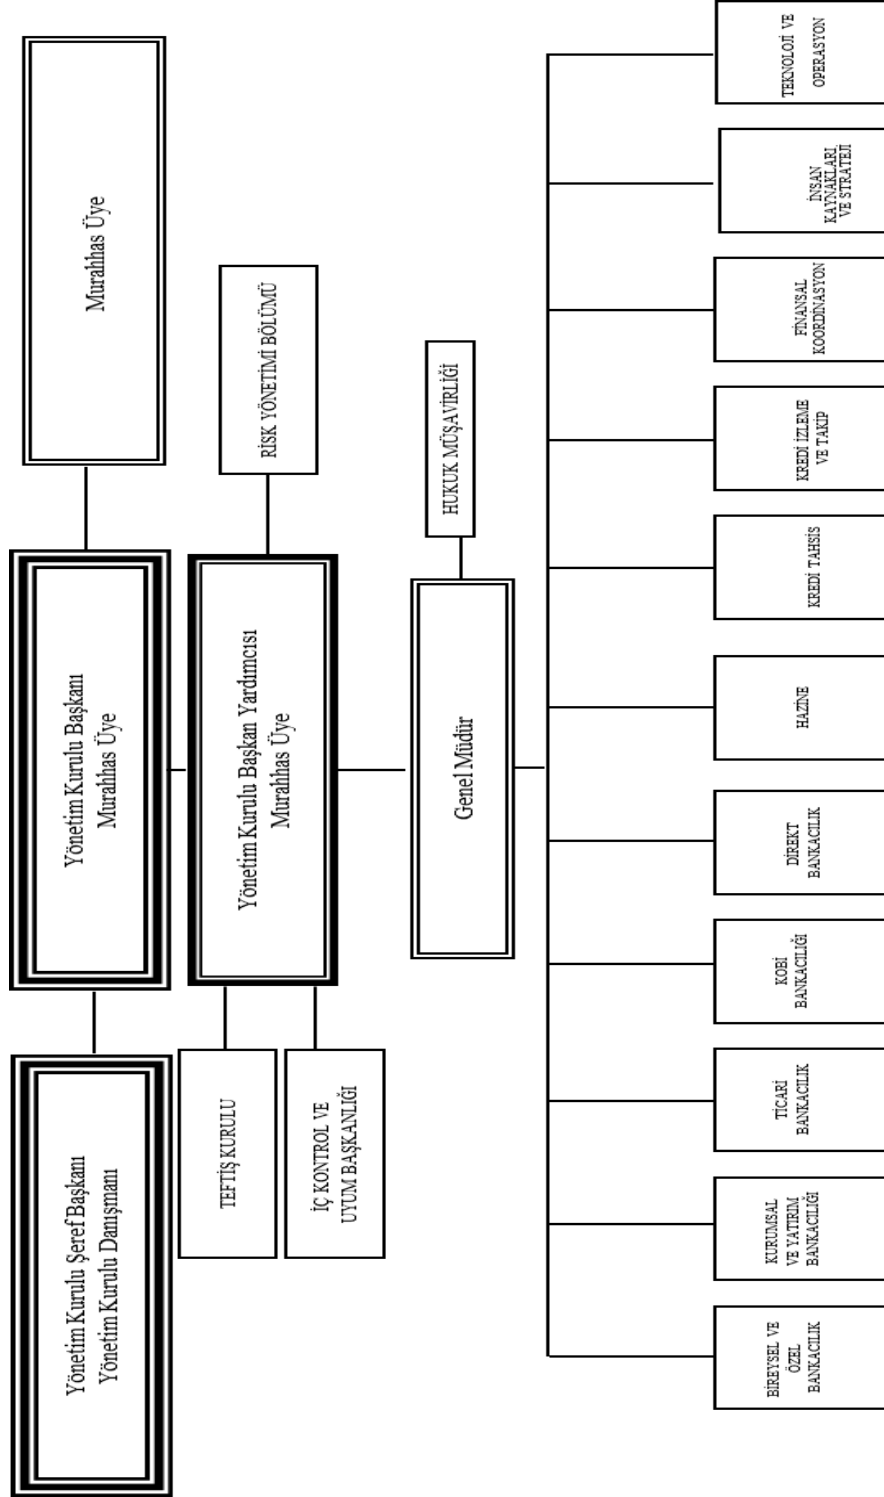 Yönetim Kurulu Şeref Başkanı
Yönetim Kurulu Danışmanı
Yönetim Kurulu Başkanı
Murahhas Üye
Murahhas Üye
TEFTİŞ KURULU
İÇ KONTROL VE
UYUM BAŞKANLIĞI
Yönetim Kurulu Başkan Yardımcısı
Murahhas Üye
RİSK YÖNETİMİ BÖLÜMÜ
Genel Müdür
HUKUK MÜŞAVİRLİĞİ
BİREYSEL VE
ÖZEL
BANKACILIK
KURUMSAL
VE YATIRIM
BANKACILIĞI
TİCARİ
BANKACILIK
KOBİ
BANKACILIĞI
DİREKT
BANKACILIK
HAZİNE
KREDİ TAHSİS
KREDİ İZLEME
VE TAKİP
FİNANSAL
KOORDİNASYON
İNSAN
KAYNAKLARI
VE STRATEJİ
TEKNOLOJİ VE
OPERASYON